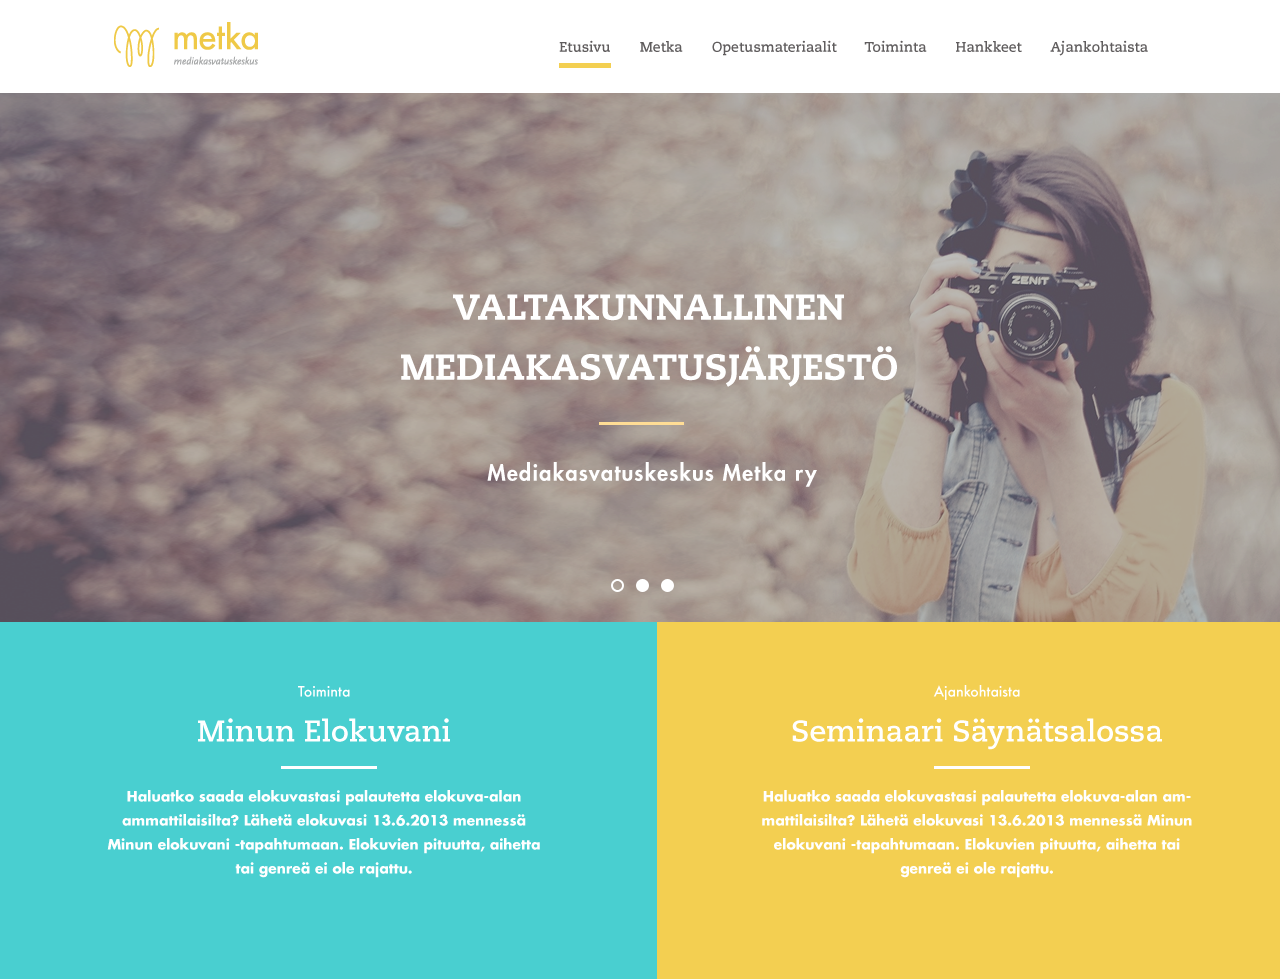 metka
mediakasvatuskeskus
Etusivu Metka Opetusmateriaalit Toiminta Hankkeet Ajankohtaista
VALTAKUNNALLINEN
MEDIAKASVATUSJÄRJESTÖ
Mediakasvatuskeskus Metka ry
ZENIT
22
Toiminta
Minun Elokuvani
Haluatko saada elokuvastasi palautetta elokuva-alan
ammattilaisilta? Lähetä elokuvasi 13.6.2013 mennessä
Minun elokuvani -tapahtumaan. Elokuvien pituutta, aihetta
tai genreä ei ole rajattu.
Ajankohtaista
Seminaari Säynätsalossa
Haluatko saada elokuvastasi palautetta elokuva-alan am-
mattilaisilta? Lähetä elokuvasi 13.6.2013 mennessä Minun
elokuvani -tapahtumaan. Elokuvien pituutta, aihetta tai
genreä ei ole rajattu.